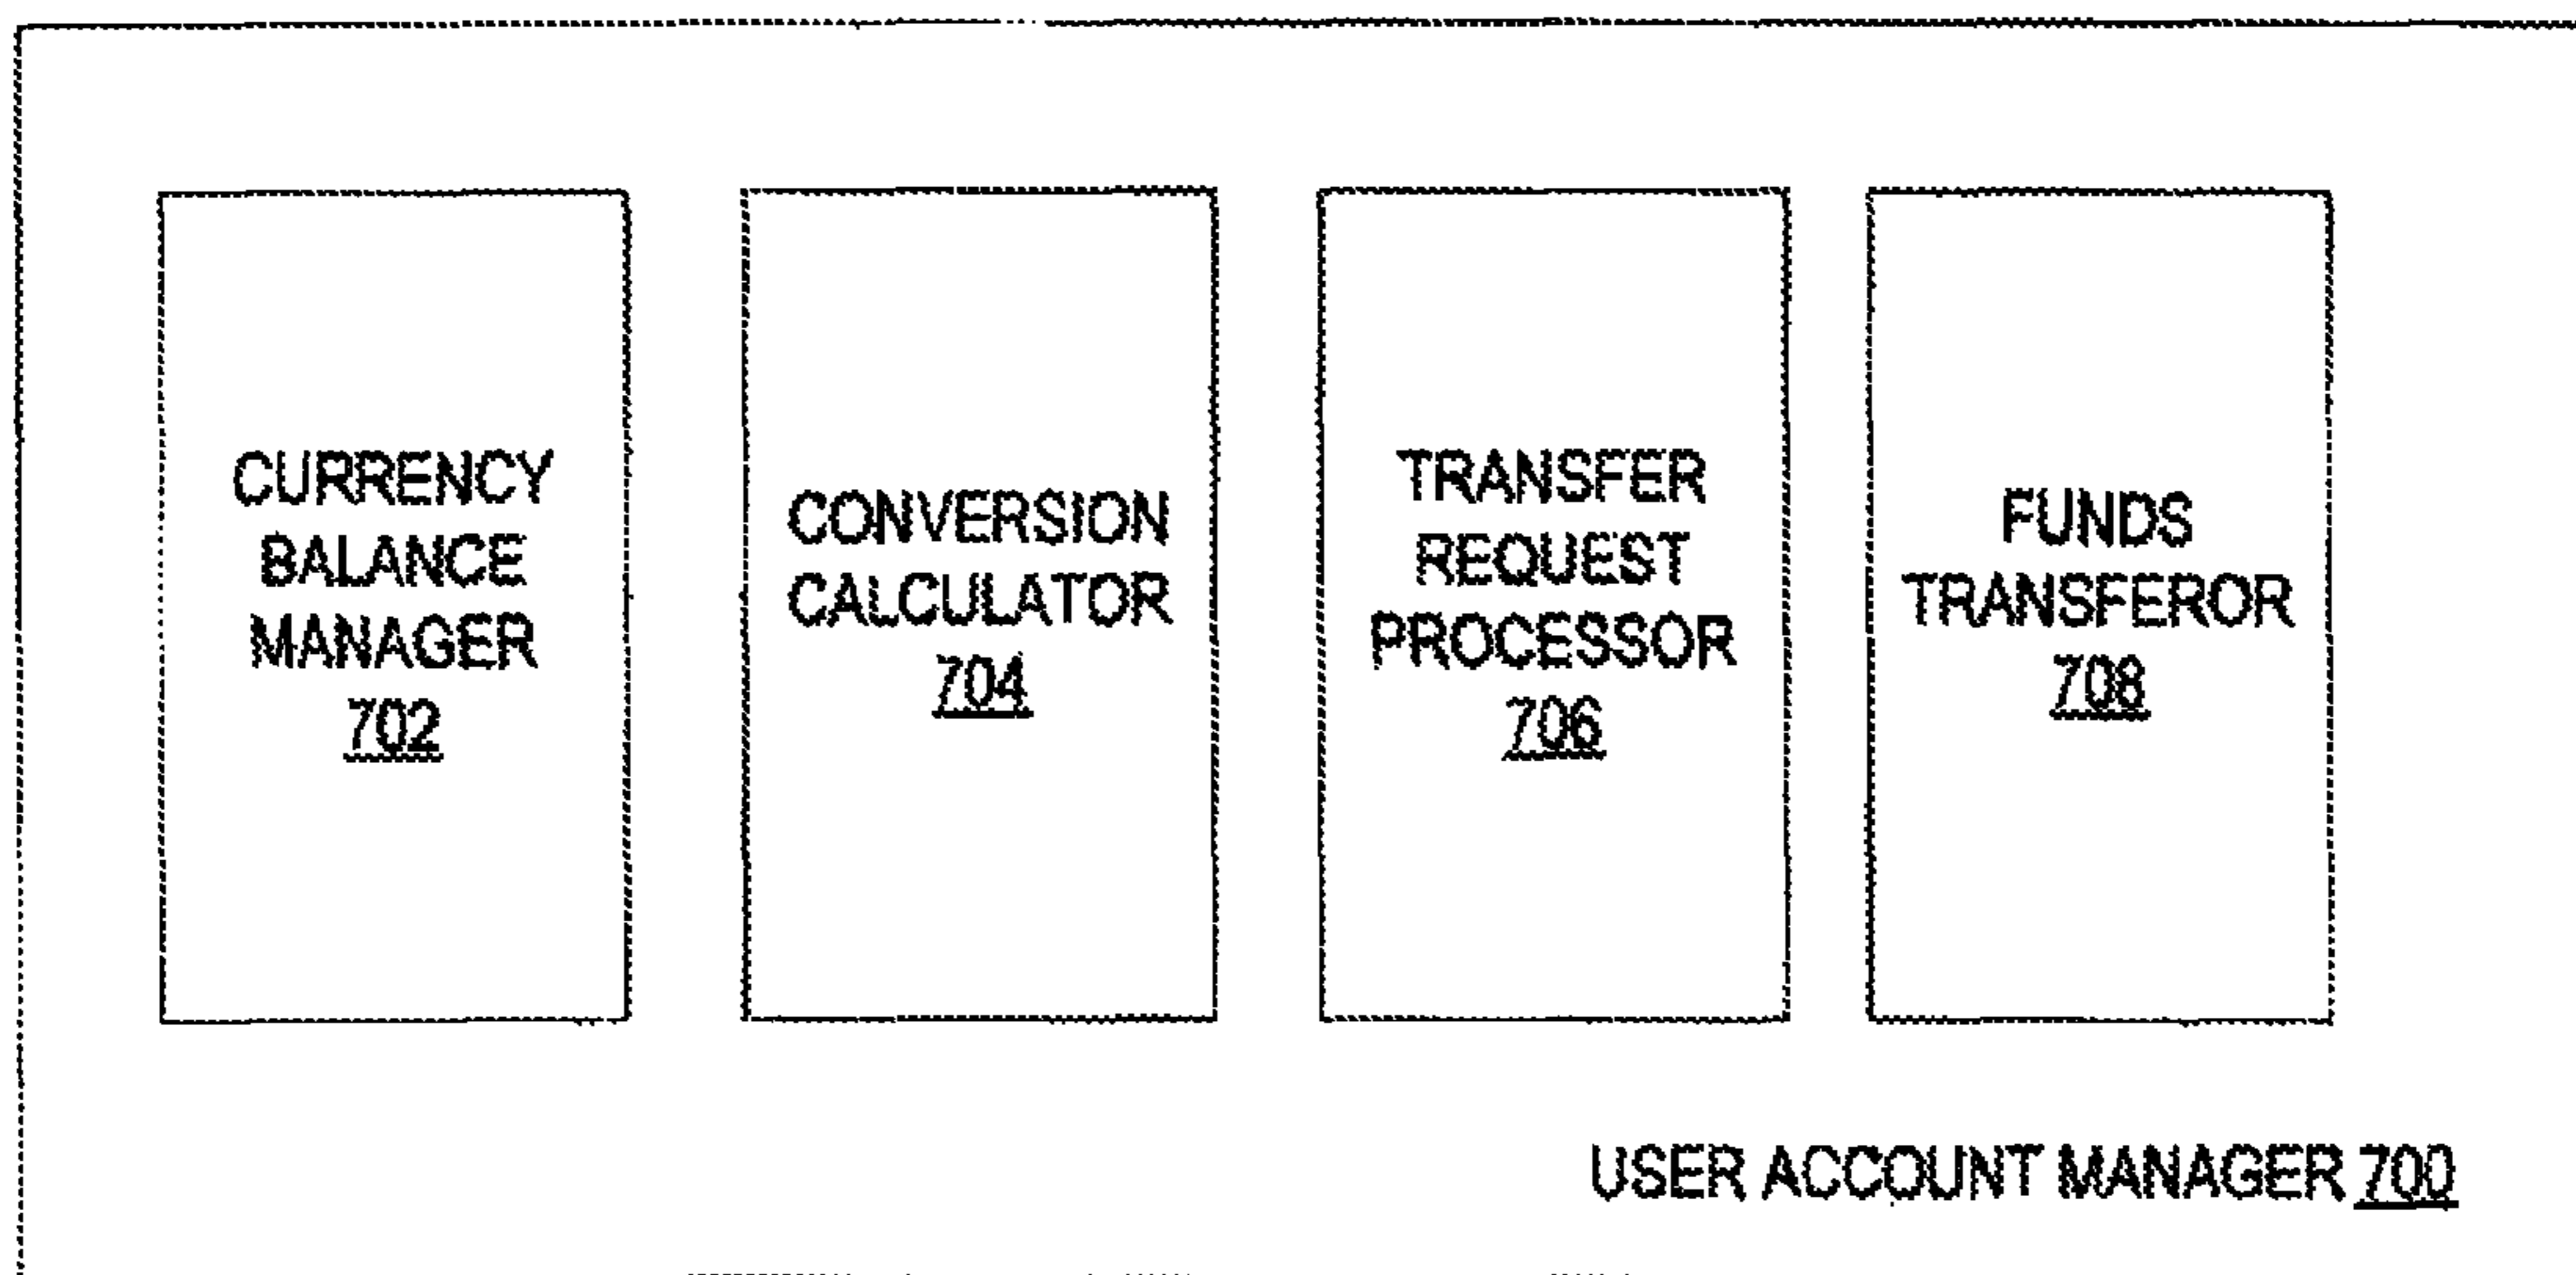 CURRENCY
BALANCE
MANAGER
702
CONVERSION
CALCULATOR
704
TRANSFER
REQUEST
PROCESSOR
706
FUNDS
TRANSFEROR
708
USER ACCOUNT MANAGER 700